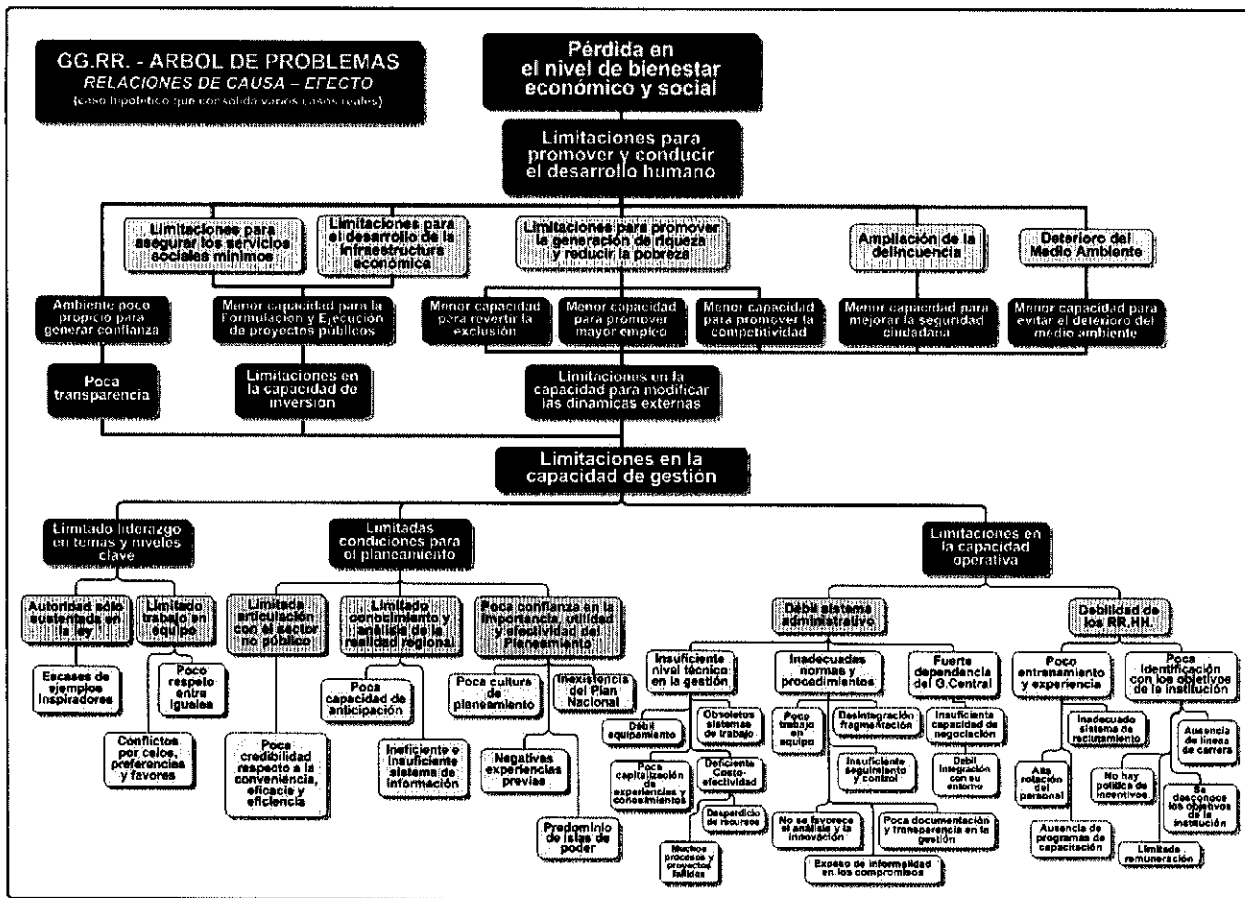 GG.RR. - ARBOL DE PROBLEMAS
RELACIONES DE CAUSA – EFECTO
(caso hipotético que consolida varios casos reales)
Pérdida en
el nivel de bienestar
económico y social
Limitaciones para
promover y conducir
el desarrollo humano
Limitaciones para
asegurar los servicios
sociales mínimos
Limitaciones para
el desarrollo de la
infraestructura
económica
Limitaciones para promover
la generación de riqueza
y reducir la pobreza
Ampliación de la
delincuencia
Deterioro del
Medio Ambiente
Ambiente poco
propicio para
generar confianza
Menor capacidad para la
Formulación y Ejecución
de proyectos públicos
Menor capacidad
para revertir la
exclusión
Menor capacidad
para promover
mayor empleo
Menor capacidad
para promover la
competitividad
Menor capacidad para
mejorar la seguridad
ciudadana
Menor capacidad para
evitar el deterioro del
medio ambiente
Poca
transparencia
Limitaciones en
la capacidad de
inversión
Limitaciones en la
capacidad para modificar
las dinámicas externas
Limitaciones en la
capacidad de gestión
Limitado liderazgo
en temas y niveles
clave
Limitadas
condiciones para
el planeamiento
Limitaciones en
la capacidad
operativa
Autoridad sólo
sustentada en
la ley
Limitado
trabajo en
equipo
Limitada
articulación
con el sector
no público
Limitado
conocimiento y
análisis de la
realidad regional
Poca confianza en la
importancia, utilidad
y efectividad del
Planeamiento
Débil sistema
administrativo
Debilidad de
los RR.HH.
Escases de
ejemplos
Inspiradores
Poco
respeto entre
iguales
Conflictos
por celos,
preferencias
y favores
Poca
credibilidad
respecto a la
conveniencia,
eficacia y
eficiencia
Poca
capacidad de
anticipación
Ineficiente e
Insuficiente
sistema de
información
Poca cultura
de
planeamiento
Inexistencia
del Plan
Nacional
Negativas
experiencias
previas
Predominio
de islas de
poder
Insuficiente
nivel técnico
en la gestión
Inadecuadas
normas y
procedimientos
Fuerte
dependencia
del G.Central
Poco
entrenamiento
y experiencia
Poca
Identificación
con los objetivos
de la institución
Débil
equipamiento
Obsoletos
sistemas
de trabajo
Poca
capitalización
de experiencias y
conocimientos
Deficiente
Costo-
efectividad
Desperdicio
de recursos
Muchos
procesos y
proyectos
fallidos
Poco
trabajo en
equipo
Desintegración
fragmentación
Insuficiente
seguimiento
y control
No se favorece
el análisis y la
innovación
Poca documentación
y transparencia en la
gestión
Exceso de informalidad
en los compromisos
Insuficiente
capacidad de
negociación
Débil
Integración
con su
entorno
Inadecuado
sistema de
reclutamiento
Alta
rotación
del
personal
Ausencia de
programas de
capacitación
Ausencia
de líneas de
carrera
No hay
política de
incentivos
Se
desconoce
los objetivos
de la
institución
Limitada
remuneración